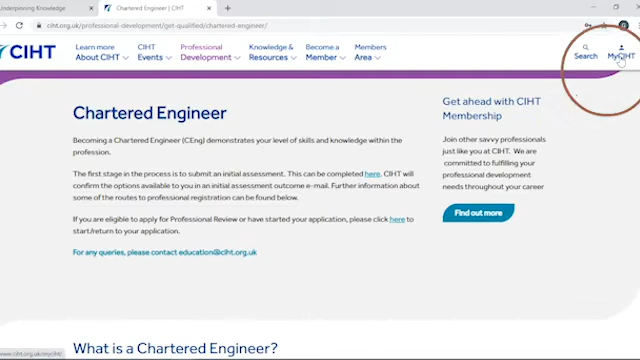 Underpinning Knowledge
Chartered Engineer | CIHT
ciht.org.uk/professional-development/get-qualified/chartered-engineer/
CIHT
Learn more
About CIHT
CIHT
Events
Professional
Development
Knowledge &
Resources
Become a
Member
Members
Area
Search
MyCIHT
Chartered Engineer
Becoming a Chartered Engineer (CEng) demonstrates your level of skills and knowledge within the
profession.
The first stage in the process is to submit an initial assessment. This can be completed here. CIHT will
confirm the options available to you in an initial assessment outcome e-mail. Further information about
some of the routes to professional registration can be found below.
If you are eligible to apply for Professional Review or have started your application, please click here to
start/return to your application.
For any queries, please contact education@ciht.org.uk
Get ahead with CIHT
Membership
Join other savvy professionals
just like you at CIHT. We are
committed to fulfilling your
professional development
needs throughout your career
Find out more
What is a Chartered Engineer?
www.ciht.org.uk/myciht/